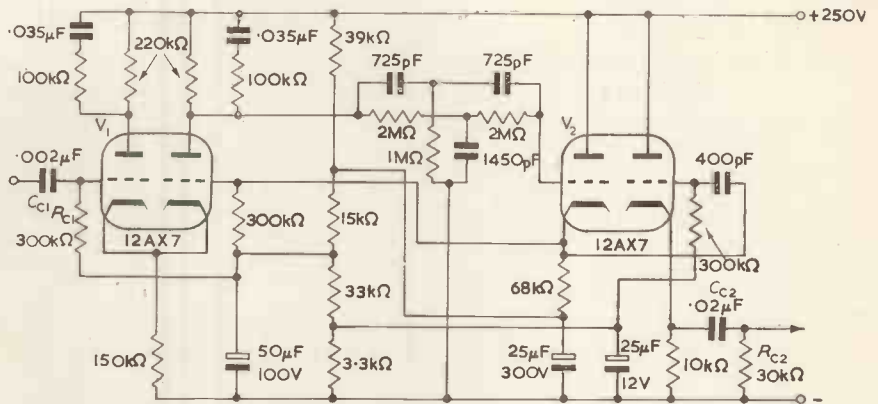 +250V
·035μF
220kΩ
·035μF
39kΩ
725pF
725pF
100kΩ
100kΩ
V1
2MΩ
2MΩ
V2
1MΩ
1450pF
400pF
·002μF
CC1
RC1
300kΩ
12AX7
300kΩ
15kΩ
12AX7
300kΩ
33kΩ
68kΩ
CC2
·02μF
150kΩ
50μF
100V
3·3kΩ
25μF
300V
25μF
12V
10kΩ
RC2
30kΩ
-